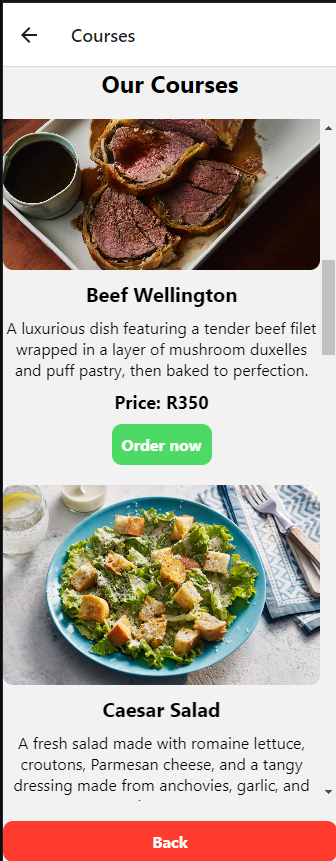 Courses
Our Courses
Beef Wellington
A luxurious dish featuring a tender beef filet
wrapped in a layer of mushroom duxelles
and puff pastry, then baked to perfection.
Price: R350
Order now
Caesar Salad
A fresh salad made with romaine lettuce,
croutons, Parmesan cheese, and a tangy
dressing made from anchovies, garlic, and
Back